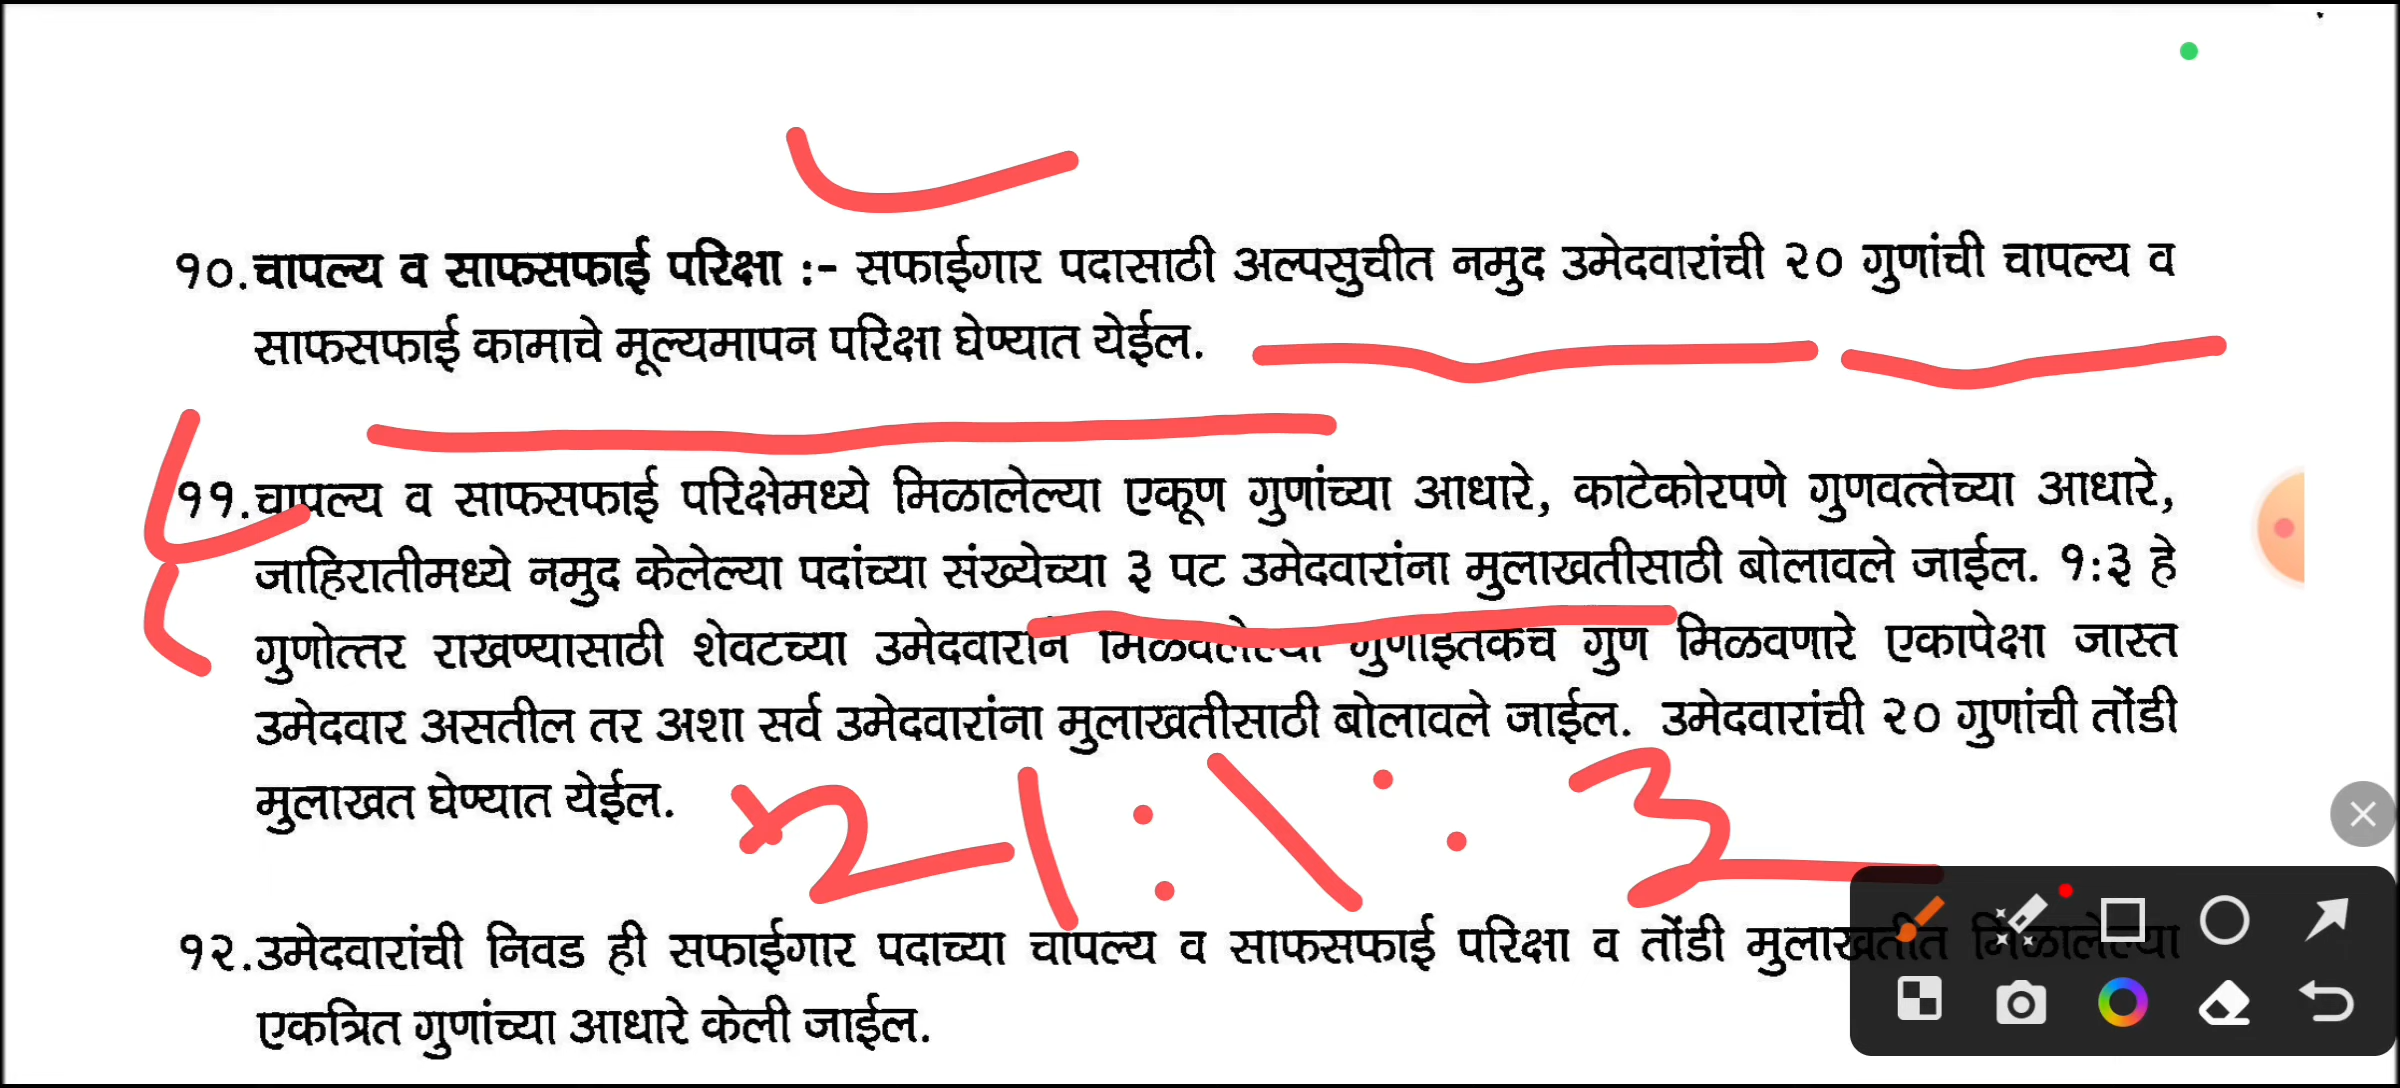 १०.चापल्य व साफसफाई परिक्षा :- सफाईगार पदासाठी अल्पसुचीत नमुद उमेदवारांची २० गुणांची चापल्य व
साफसफाई कामाचे मूल्यमापन परिक्षा घेण्यात येईल.
११.चापल्य व साफसफाई परिक्षेमध्ये मिळालेल्या एकूण गुणांच्या आधारे, काटेकोरपणे गुणवत्तेच्या आधारे,
जाहिरातीमध्ये नमुद केलेल्या पदांच्या संख्येच्या ३ पट उमेदवारांना मुलाखतीसाठी बोलावले जाईल. १:३ हे
गुणोत्तर राखण्यासाठी शेवटच्या उमेदवाराने मिळवलेल्या गुणांइतकेच गुण मिळवणारे एकापेक्षा जास्त
उमेदवार असतील तर अशा सर्व उमेदवारांना मुलाखतीसाठी बोलावले जाईल. उमेदवारांची २० गुणांची तोंडी
मुलाखत घेण्यात येईल.
१२.उमेदवारांची निवड ही सफाईगार पदाच्या चापल्य व साफसफाई परिक्षा व तोंडी मुलाखतीत मिळालेल्या
एकत्रित गुणांच्या आधारे केली जाईल.